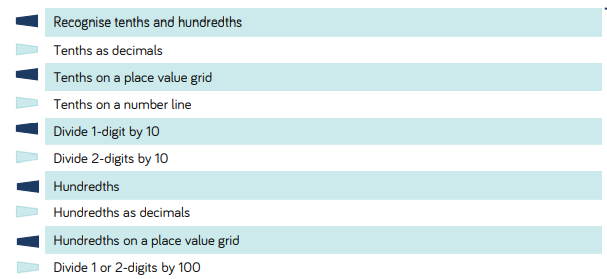 Recognise tenths and hundredths
Tenths as decimals
Tenths on a place value grid
Tenths on a number line
Divide 1-digit by 10
Divide 2-digits by 10
Hundredths
Hundredths as decimals
Hundredths on a place value grid
Divide 1 or 2-digits by 100